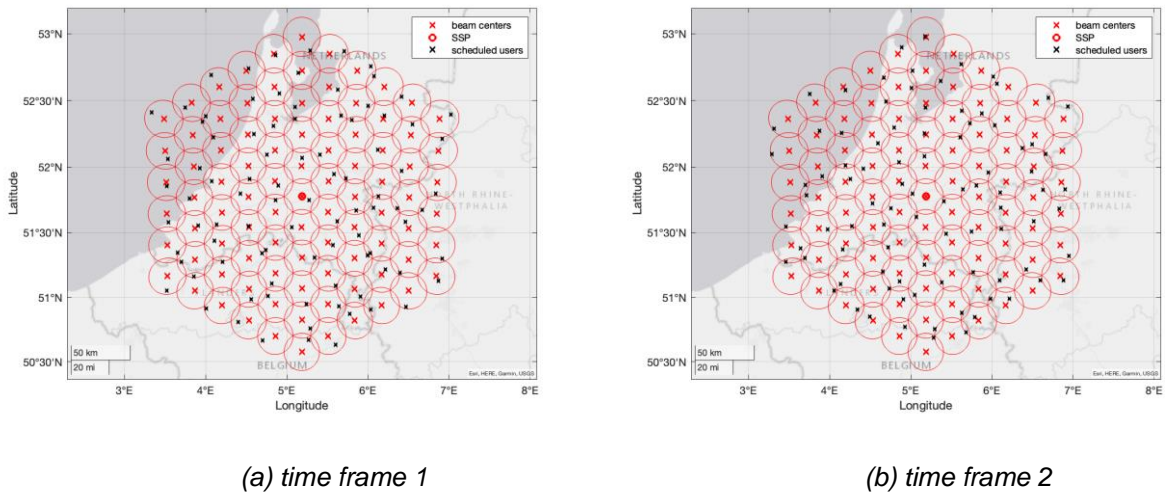 53°N
52°30'N
52°N
51°30'N
51°N
50°30'N
Latitude
3°E 4°E 5°E 6°E 7°E 8°E
Longitude
beam centers
SSP
scheduled users
NETHERLANDS
NORTH RHINE-
WESTPHALIA
BELGIUM
50 km
20 mi
Esri, HERE, Garmin, USGS
(a) time frame 1
53°N
52°30'N
52°N
51°30'N
51°N
50°30'N
Latitude
3°E 4°E 5°E 6°E 7°E 8°E
Longitude
beam centers
SSP
scheduled users
NETHERLANDS
NORTH RHINE-
WESTPHALIA
BELGIUM
50 km
20 mi
Esri, HERE, Garmin, USGS
(b) time frame 2